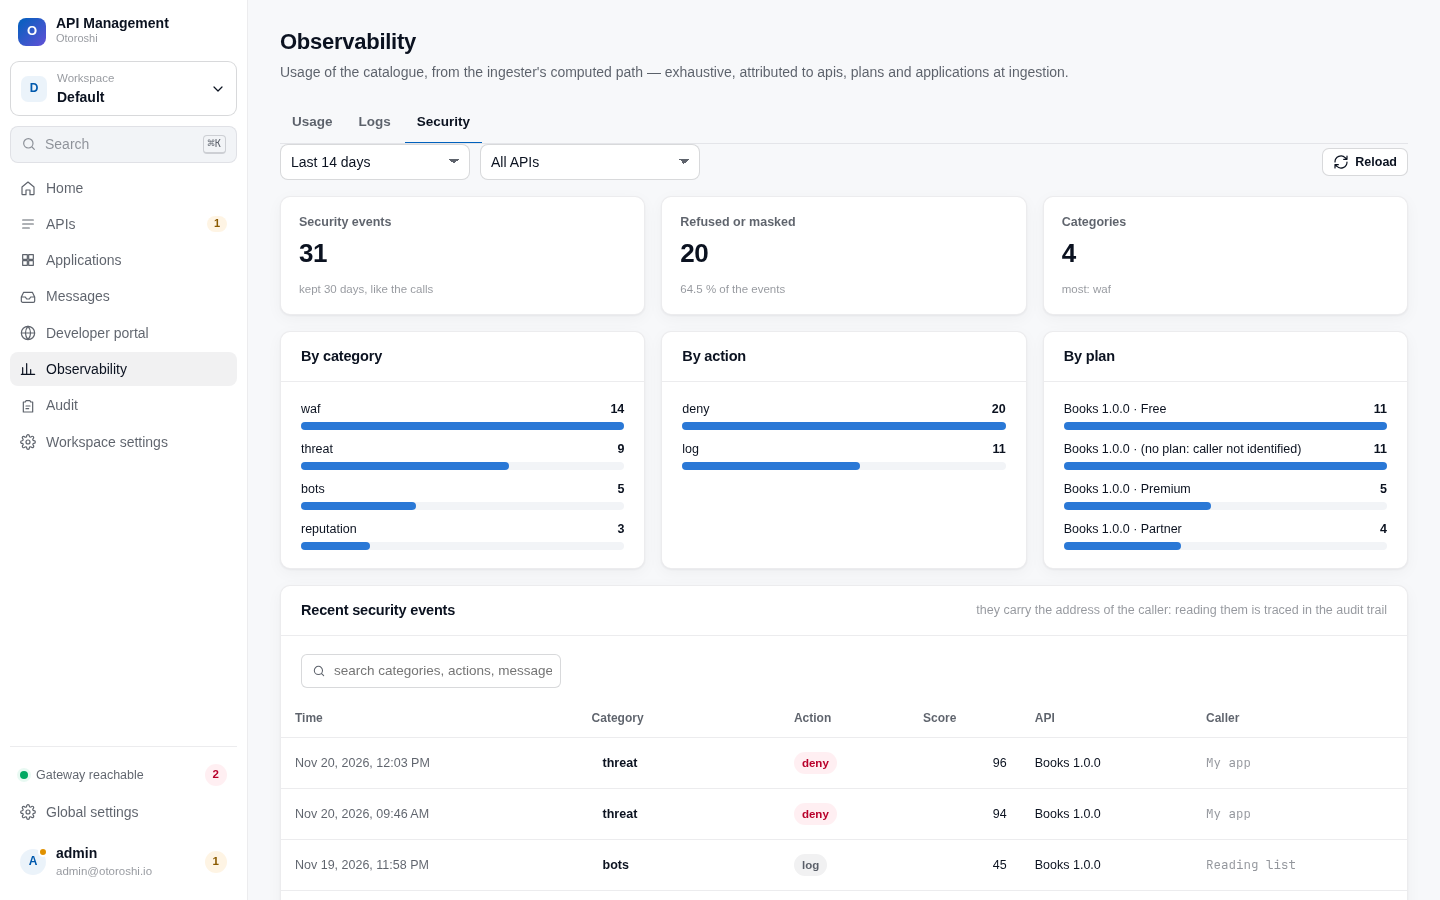 O
API Management
Otoroshi
D
Workspace
Default
Search
⌘K
Home
APIs
1
Applications
Messages
Developer portal
Observability
Audit
Workspace settings
Gateway reachable
2
Global settings
A
admin
admin@otoroshi.io
1
Observability
Usage of the catalogue, from the ingester's computed path — exhaustive, attributed to apis, plans and applications at ingestion.
Usage Logs Security
Last 14 days
All APIs
Reload
Security events
31
kept 30 days, like the calls
Refused or masked
20
64.5 % of the events
Categories
4
most: waf
By category
waf 14
threat 9
bots 5
reputation 3
By action
deny 20
log 11
By plan
Books 1.0.0 · Free 11
Books 1.0.0 · (no plan: caller not identified) 11
Books 1.0.0 · Premium 5
Books 1.0.0 · Partner 4
Recent security events
they carry the address of the caller: reading them is traced in the audit trail
search categories, actions, message
Time Category Action Score API Caller
Nov 20, 2026, 12:03 PM threat deny 96 Books 1.0.0 My app
Nov 20, 2026, 09:46 AM threat deny 94 Books 1.0.0 My app
Nov 19, 2026, 11:58 PM bots log 45 Books 1.0.0 Reading list